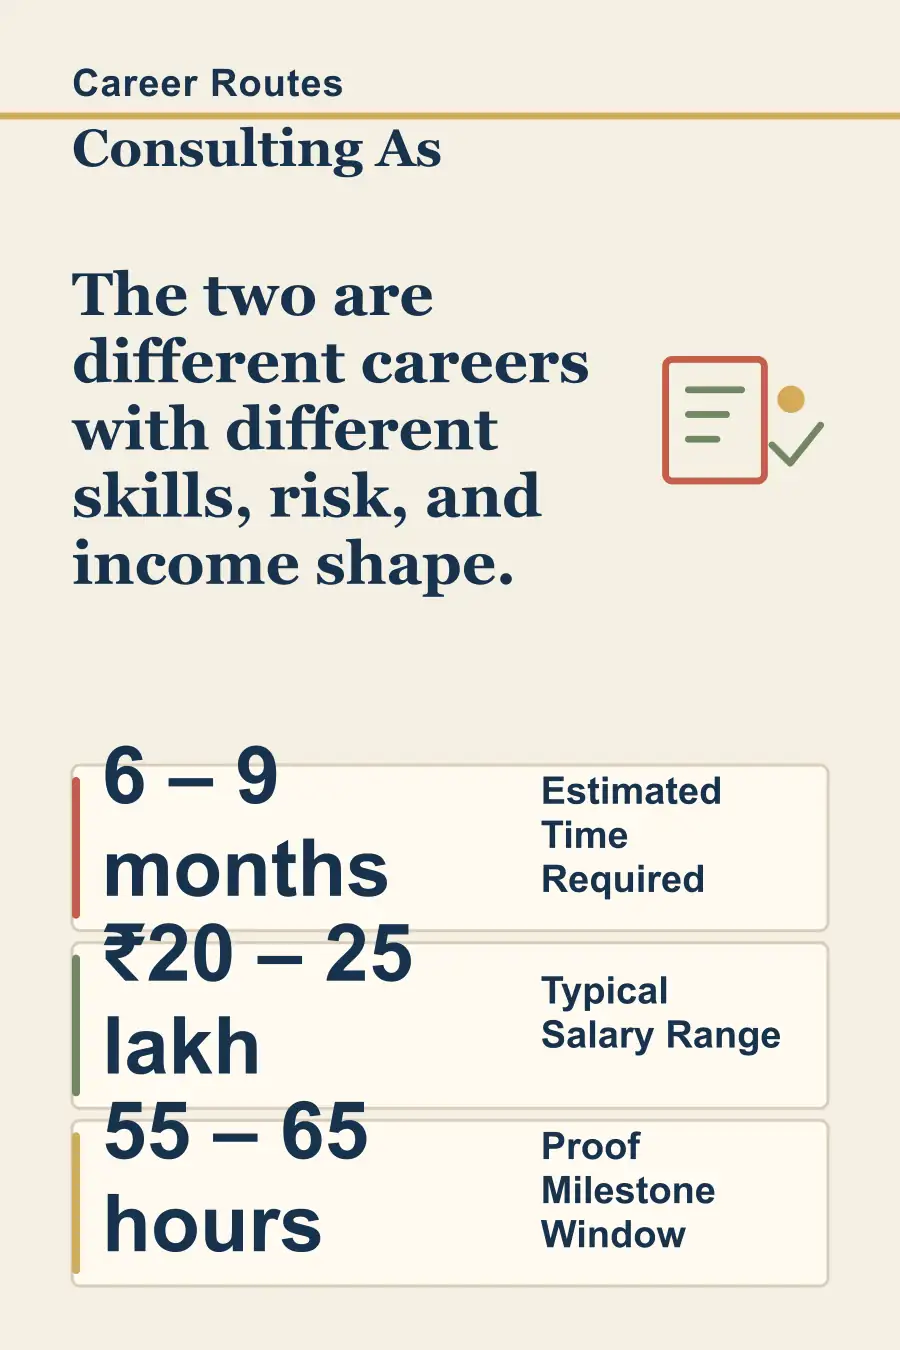 Career Routes
Consulting As
The two are
different careers
with different
skills, risk, and
income shape.
6 – 9
months
Estimated
Time
Required
₹20 – 25
lakh
Typical
Salary Range
55 – 65
hours
Proof
Milestone
Window